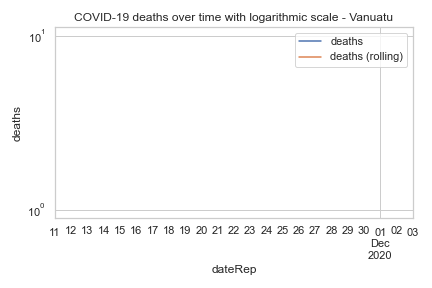 COVID-19 deaths over time with logarithmic scale - Vanuatu
10¹
deaths
deaths (rolling)
deaths
10⁰
11 12 13 14 15 16 17 18 19 20 21 22 23 24 25 26 27 28 29 30 01 02 03
Dec
2020
dateRep